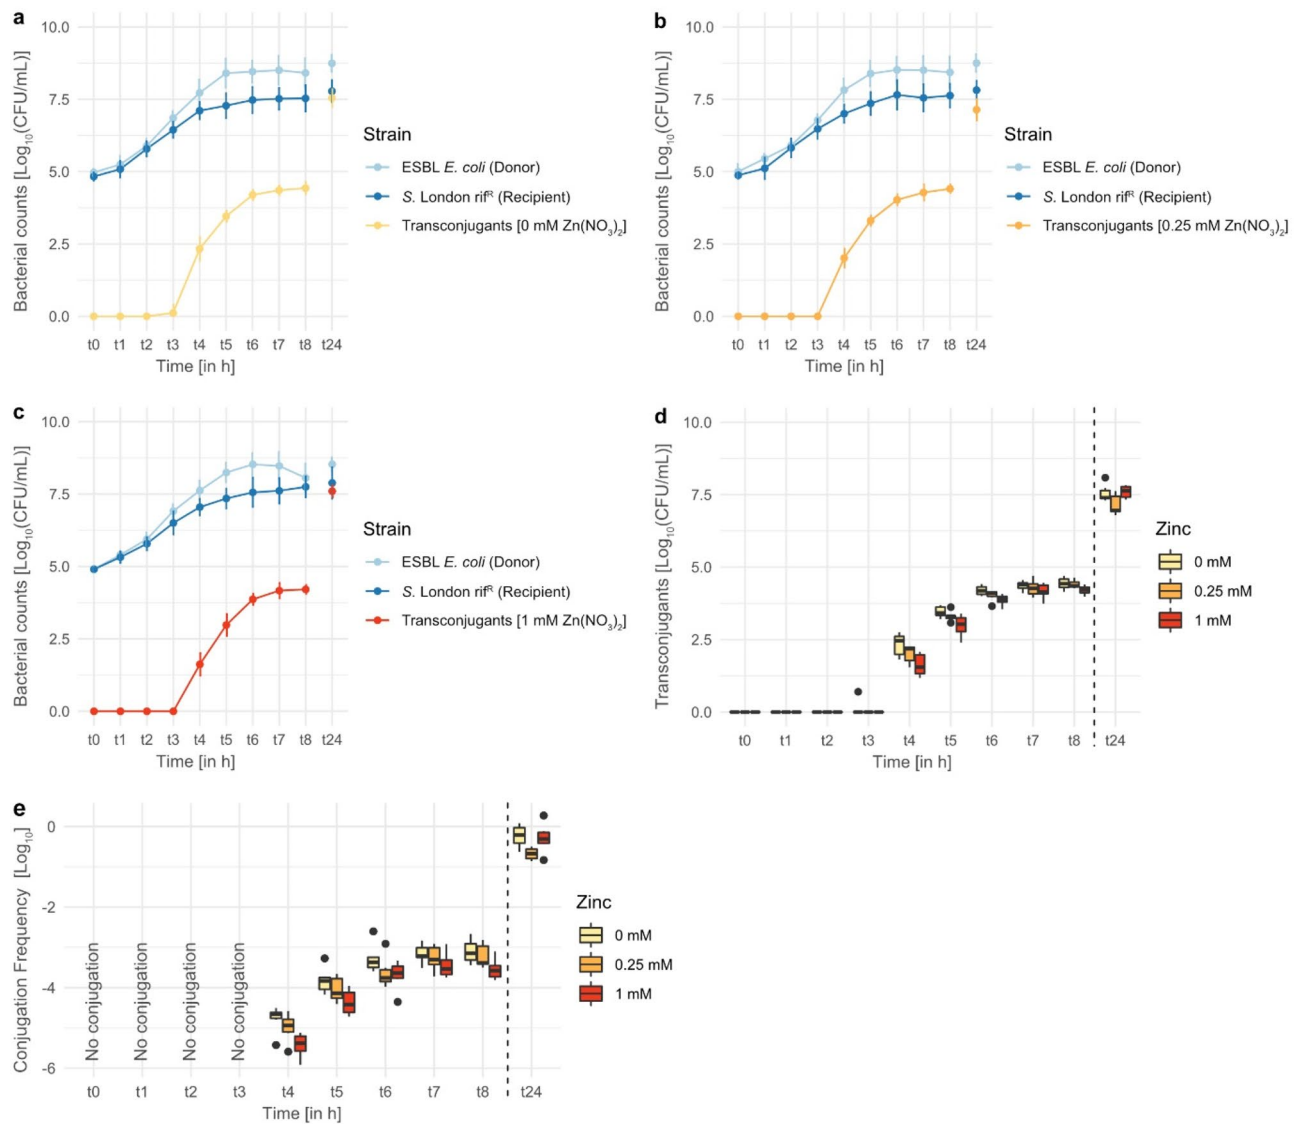 a
10.0
7.5
5.0
2.5
0.0
Bacterial counts [Log₁₀(CFU/mL)]
t0 t1 t2 t3 t4 t5 t6 t7 t8 t24
Time [in h]
Strain
ESBL E. coli (Donor)
S. London rifᴿ (Recipient)
Transconjugants [0 mM Zn(NO₃)₂]
b
10.0
7.5
5.0
2.5
0.0
Bacterial counts [Log₁₀(CFU/mL)]
t0 t1 t2 t3 t4 t5 t6 t7 t8 t24
Time [in h]
Strain
ESBL E. coli (Donor)
S. London rifᴿ (Recipient)
Transconjugants [0.25 mM Zn(NO₃)₂]
c
10.0
7.5
5.0
2.5
0.0
Bacterial counts [Log₁₀(CFU/mL)]
t0 t1 t2 t3 t4 t5 t6 t7 t8 t24
Time [in h]
Strain
ESBL E. coli (Donor)
S. London rifᴿ (Recipient)
Transconjugants [1 mM Zn(NO₃)₂]
d
10.0
7.5
5.0
2.5
0.0
Transconjugants [Log₁₀(CFU/mL)]
t0 t1 t2 t3 t4 t5 t6 t7 t8 t24
Time [in h]
Zinc
0 mM
0.25 mM
1 mM
e
0
-2
-4
-6
Conjugation Frequency [Log₁₀]
No conjugation
No conjugation
No conjugation
No conjugation
t0 t1 t2 t3 t4 t5 t6 t7 t8 t24
Time [in h]
Zinc
0 mM
0.25 mM
1 mM